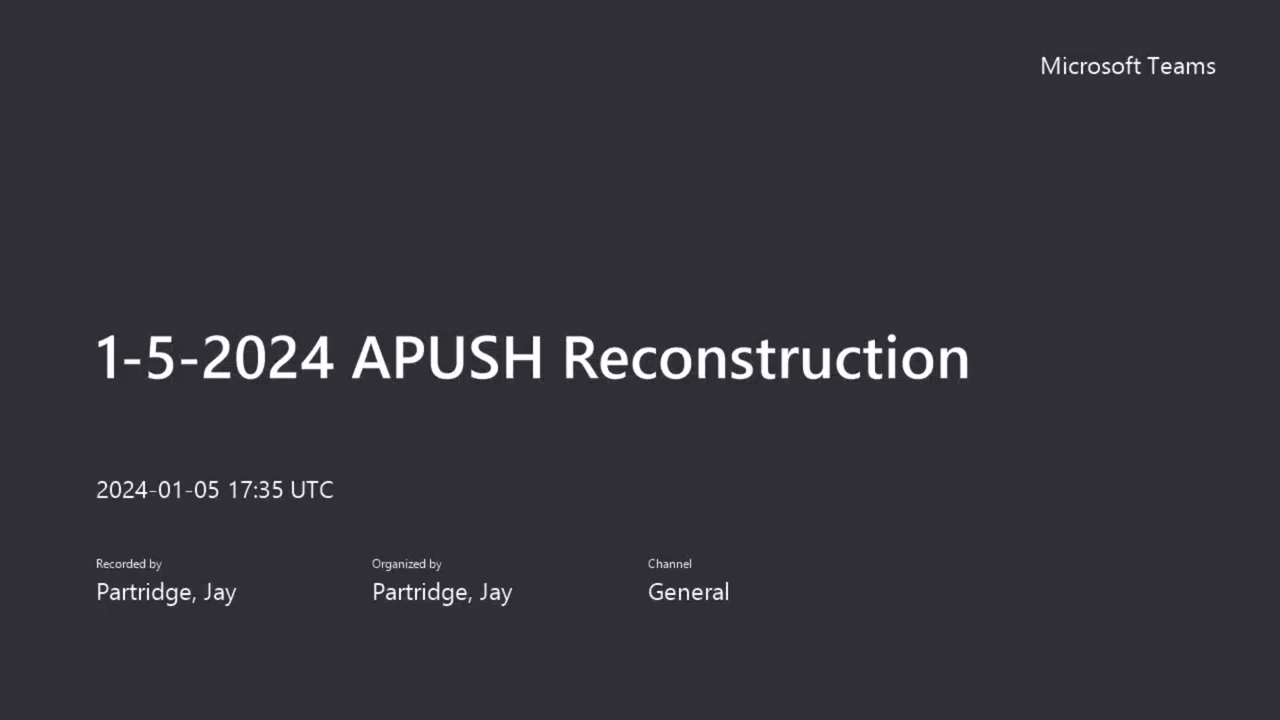 Microsoft Teams
1-5-2024 APUSH Reconstruction
2024-01-05 17:35 UTC
Recorded by
Partridge, Jay
Organized by
Partridge, Jay
Channel
General